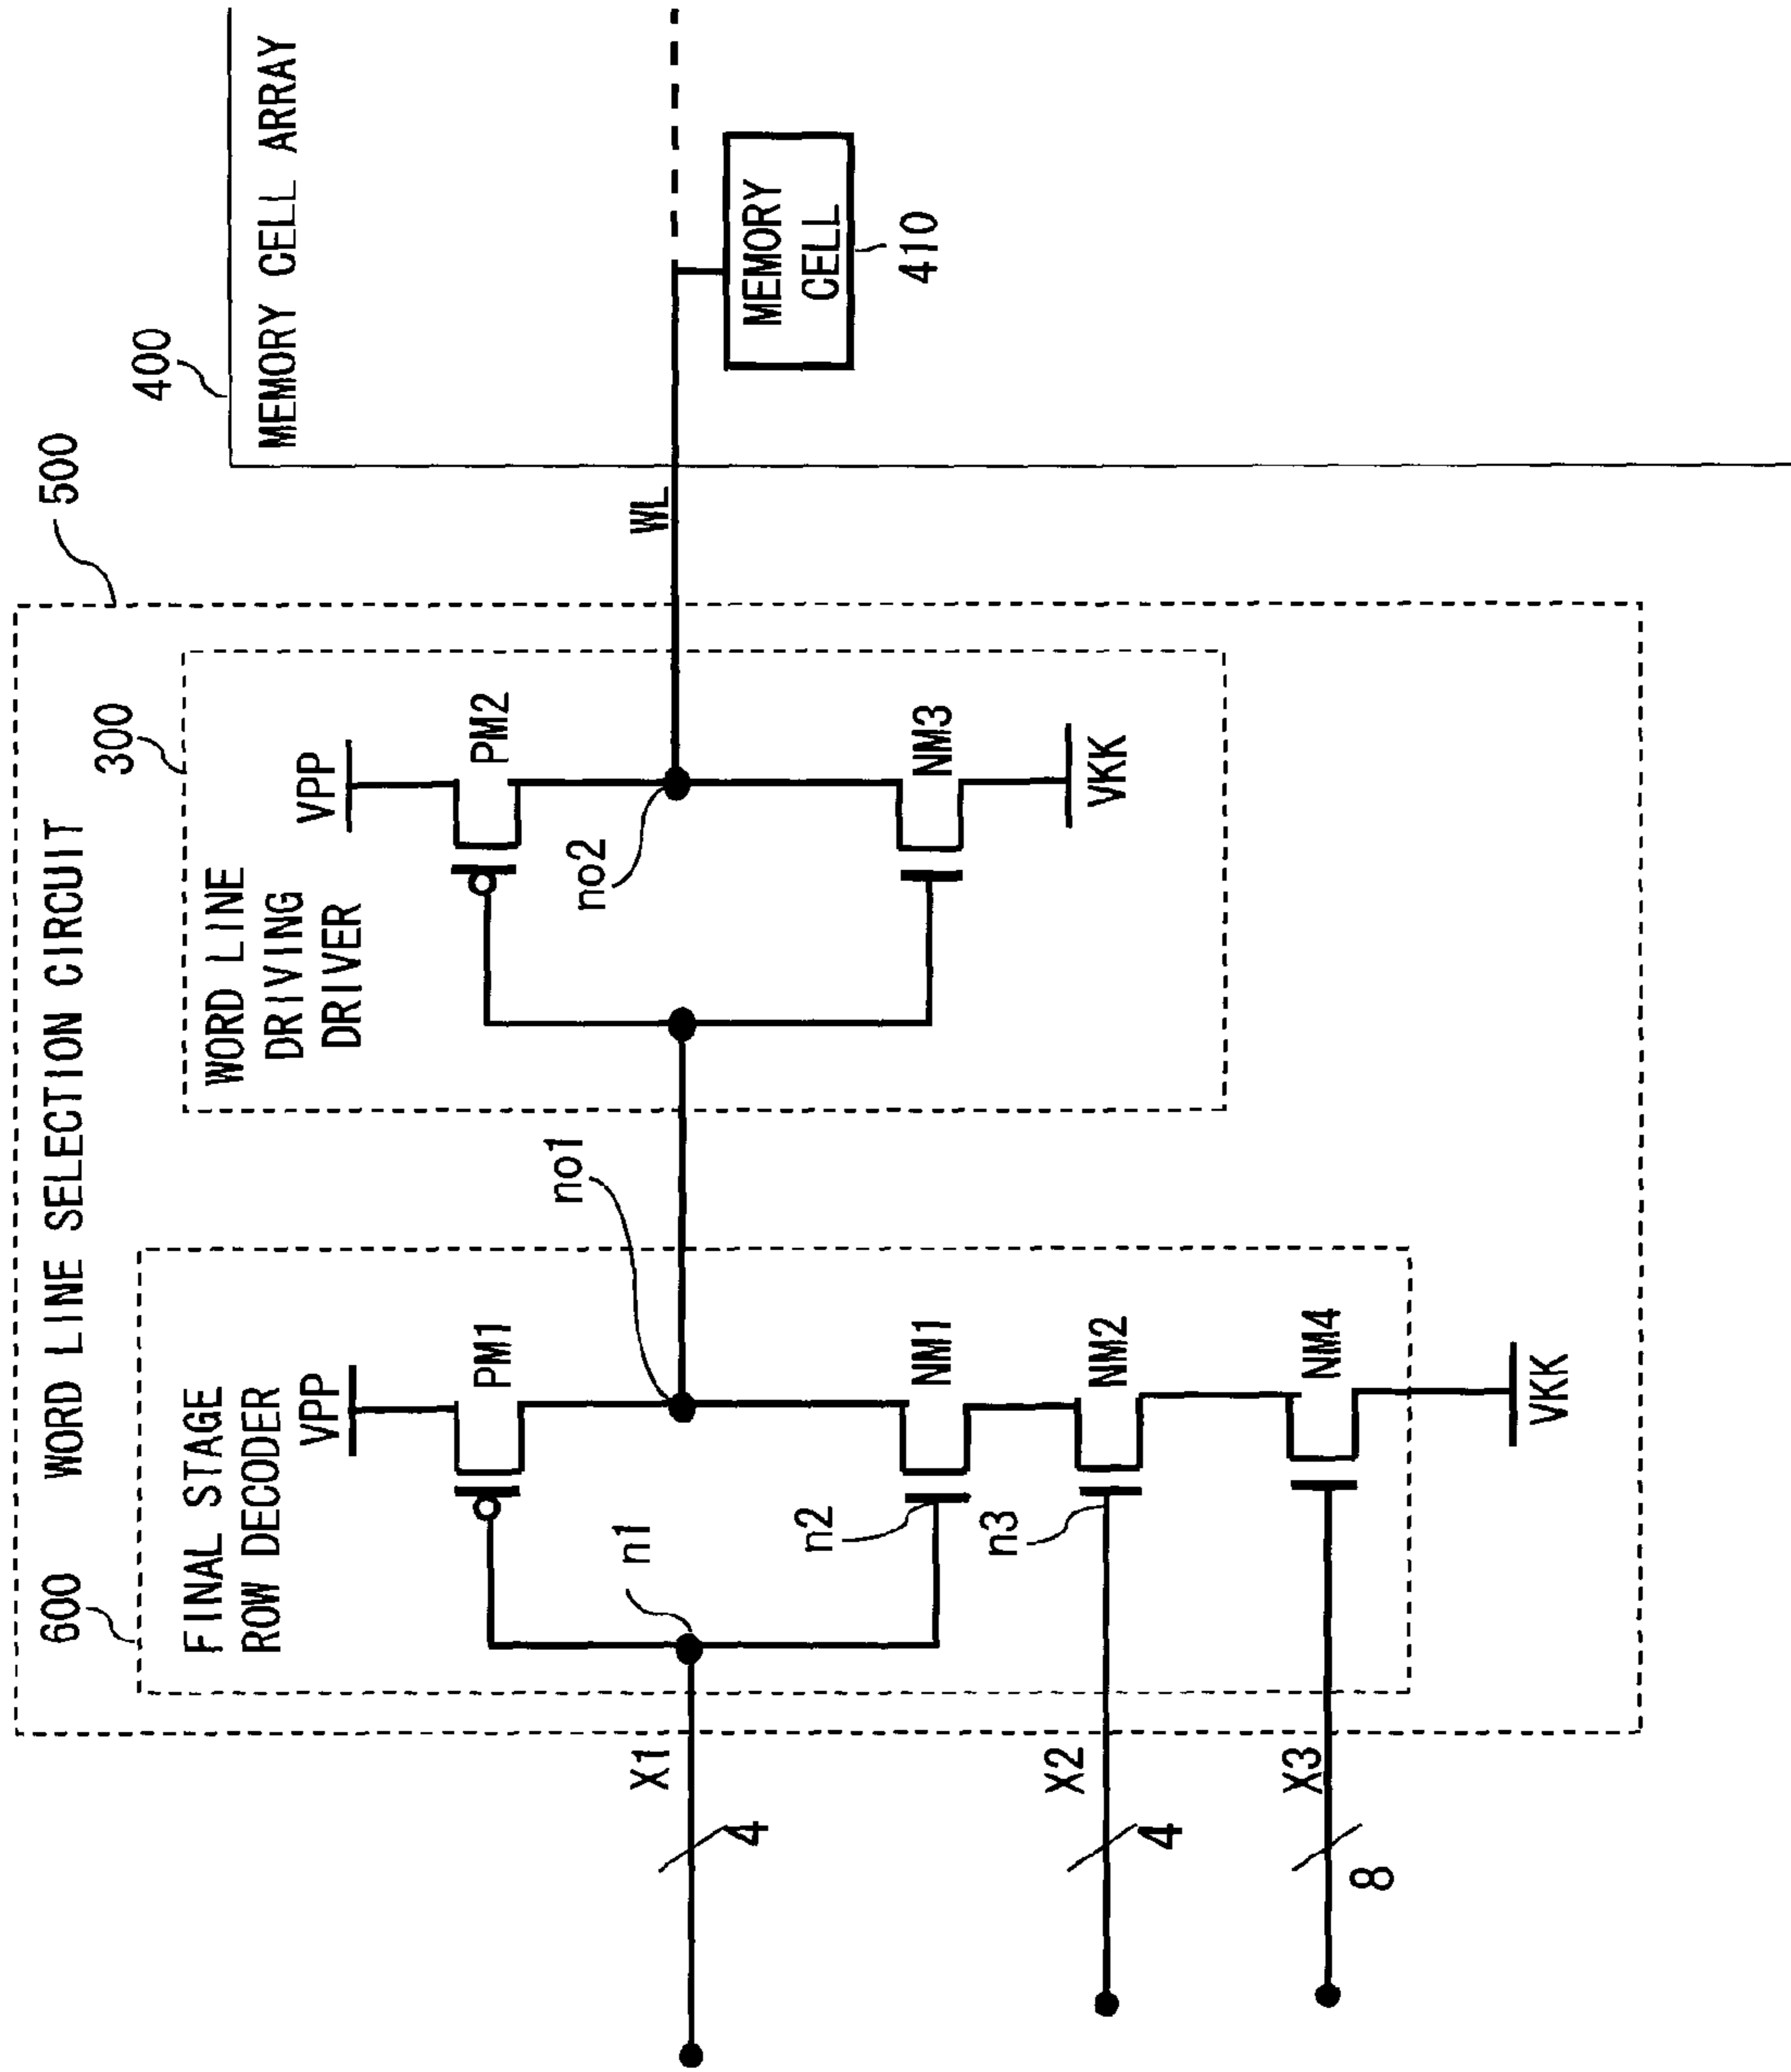 WORD LINE SELECTION CIRCUIT
500
600
FINAL STAGE
ROW DECODER
VPP
PM1
n1
no1
n2
NM1
n3
NM2
NM4
VKK
X1
4
X2
4
X3
8
300
WORD LINE
DRIVING
DRIVER
VPP
PM2
no2
NM3
VKK
WL
400
MEMORY CELL ARRAY
MEMORY
CELL
410